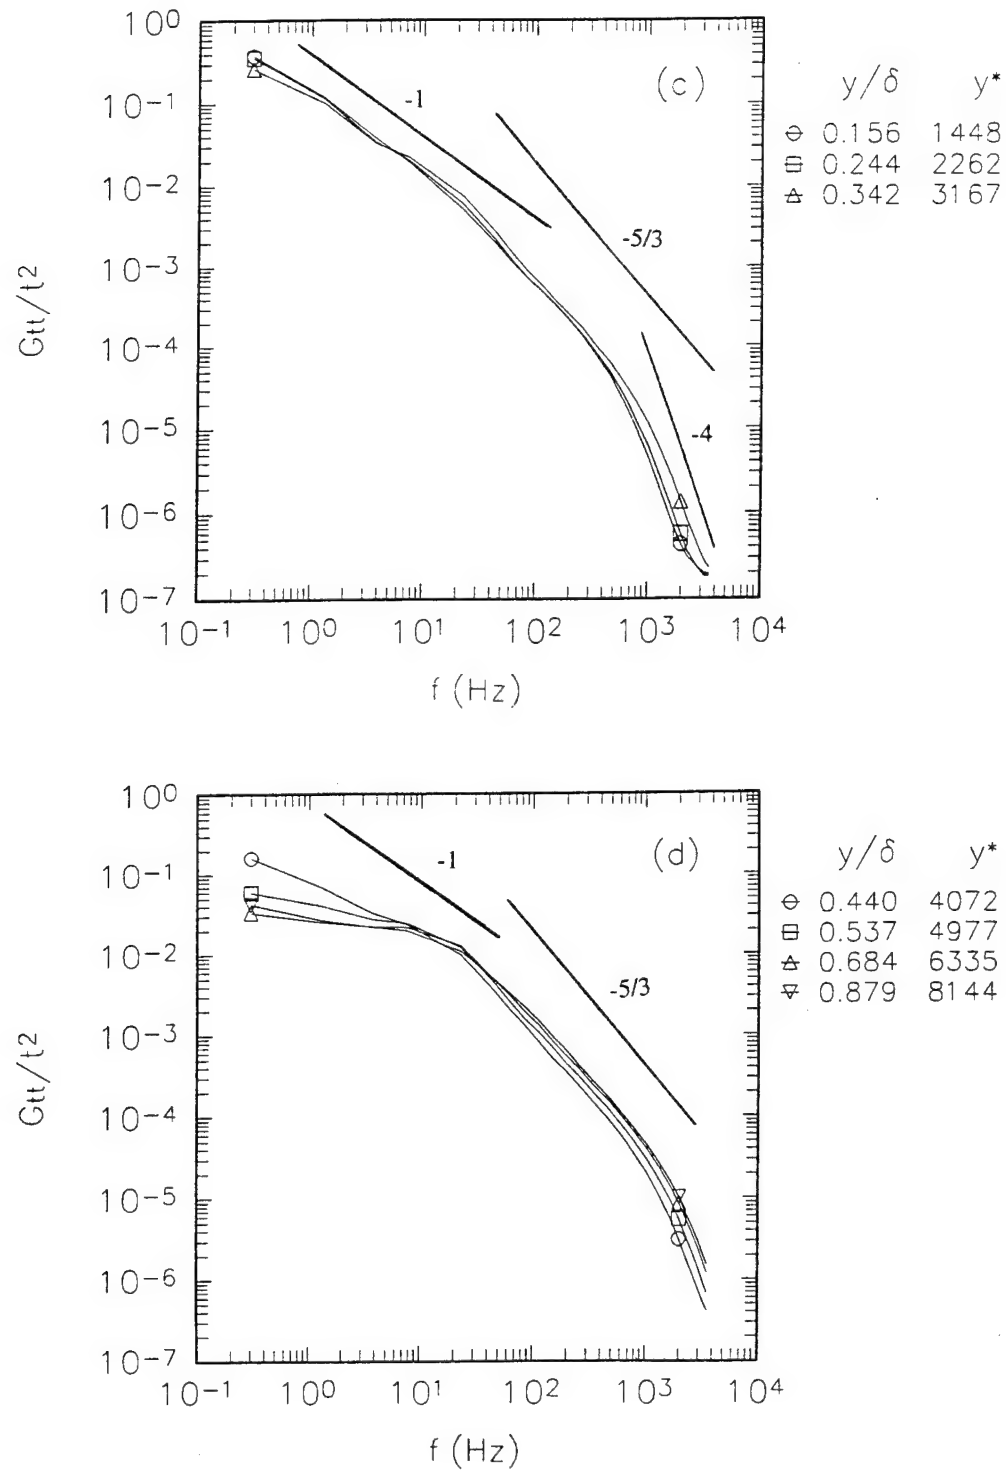 10⁰
10⁻¹
10⁻²
10⁻³
10⁻⁴
10⁻⁵
10⁻⁶
10⁻⁷
Gtt/t²
10⁻¹ 10⁰ 10¹ 10² 10³ 10⁴
f (Hz)
(c)
-1
-5/3
-4
y/δ y*
0.156 1448
0.244 2262
0.342 3167
10⁰
10⁻¹
10⁻²
10⁻³
10⁻⁴
10⁻⁵
10⁻⁶
10⁻⁷
Gtt/t²
10⁻¹ 10⁰ 10¹ 10² 10³ 10⁴
f (Hz)
(d)
-1
-5/3
y/δ y*
0.440 4072
0.537 4977
0.684 6335
0.879 8144